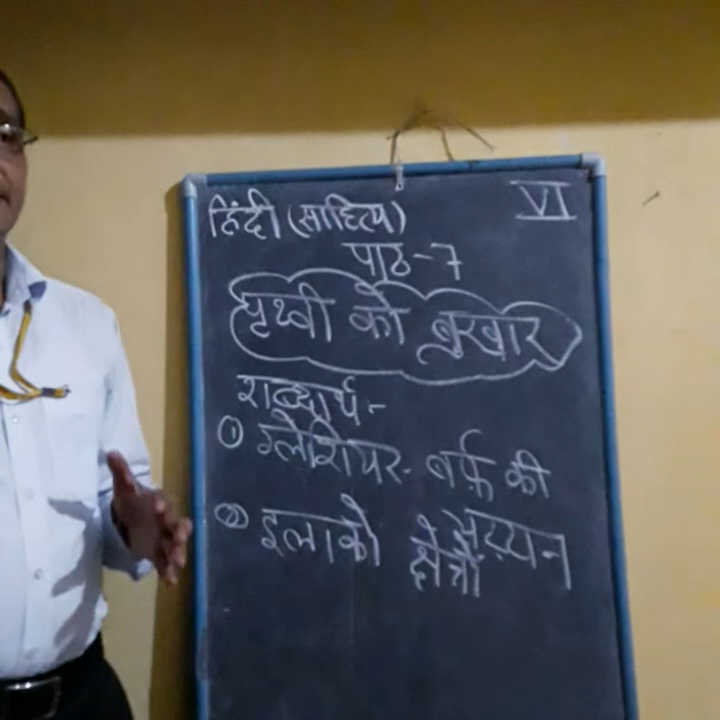 हिंदी (साहित्य)
VI
पाठ-7
पृथ्वी को बुखार
शब्दार्थ-
① ग्लेशियर- बर्फ़ की
② इलाको क्षेत्रों